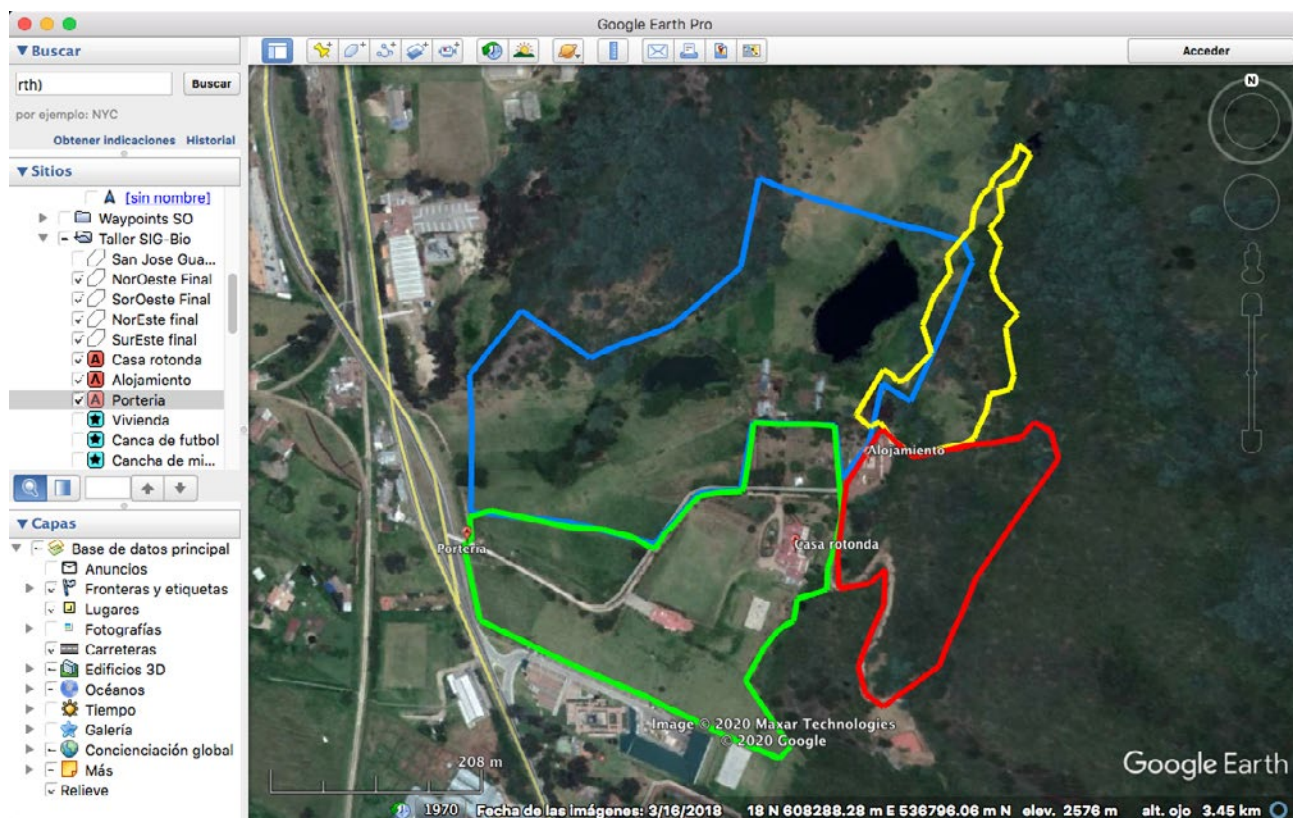 Google Earth Pro
Buscar
rth)
Buscar
por ejemplo: NYC
Obtener indicaciones Historial
Sitios
[sin nombre]
Waypoints SO
Taller SIG-Bio
San Jose Gua...
NorOeste Final
SorOeste Final
NorEste final
SurEste final
A Casa rotonda
A Alojamiento
A Porteria
Vivienda
Canca de futbol
Cancha de mi...
Capas
Base de datos principal
Anuncios
Fronteras y etiquetas
Lugares
Fotografías
Carreteras
Edificios 3D
Océanos
Tiempo
Galería
Concienciación global
Más
Relieve
Acceder
N
Alojamiento
Porteria
Casa rotonda
Image © 2020 Maxar Technologies
© 2020 Google
208 m
Google Earth
1970 Fecha de las imágenes: 3/16/2018 18 N 608288.28 m E 536796.06 m N elev. 2576 m alt. ojo 3.45 km